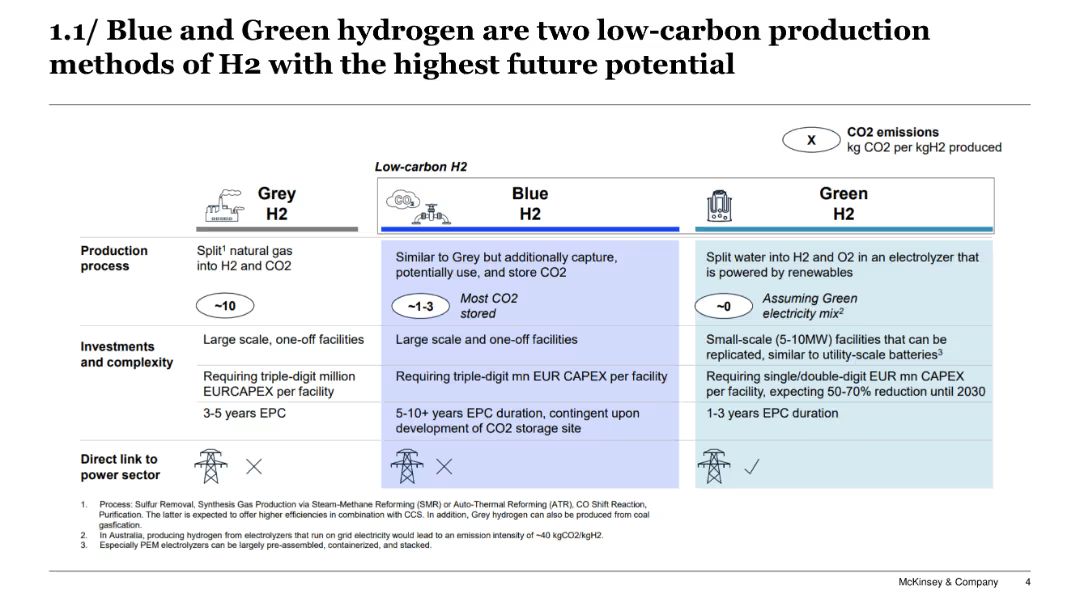 1.1/ Blue and Green hydrogen are two low-carbon production
methods of H2 with the highest future potential
X
CO2 emissions
kg CO2 per kgH2 produced
Low-carbon H2
Grey
H2
CO2
Blue
H2
Green
H2
Production
process
Split¹ natural gas
into H2 and CO2
Similar to Grey but additionally capture,
potentially use, and store CO2
Split water into H2 and O2 in an electrolyzer that
is powered by renewables
~10
~1-3
Most CO2
stored
~0
Assuming Green
electricity mix²
Investments
and complexity
Large scale, one-off facilities
Large scale and one-off facilities
Small-scale (5-10MW) facilities that can be
replicated, similar to utility-scale batteries³
Requiring triple-digit million
EURCAPEX per facility
Requiring triple-digit mn EUR CAPEX per facility
Requiring single/double-digit EUR mn CAPEX
per facility, expecting 50-70% reduction until 2030
3-5 years EPC
5-10+ years EPC duration, contingent upon
development of CO2 storage site
1-3 years EPC duration
Direct link to
power sector
1. Process: Sulfur Removal, Synthesis Gas Production via Steam-Methane Reforming (SMR) or Auto-Thermal Reforming (ATR), CO Shift Reaction,
Purification. The latter is expected to offer higher efficiencies in combination with CCS. In addition, Grey hydrogen can also be produced from coal
gasfication.
2. In Australia, producing hydrogen from electrolyzers that run on grid electricity would lead to an emission intensity of ~40 kgCO2/kgH2.
3. Especially PEM electrolyzers can be largely pre-assembled, containerized, and stacked.
McKinsey & Company 4